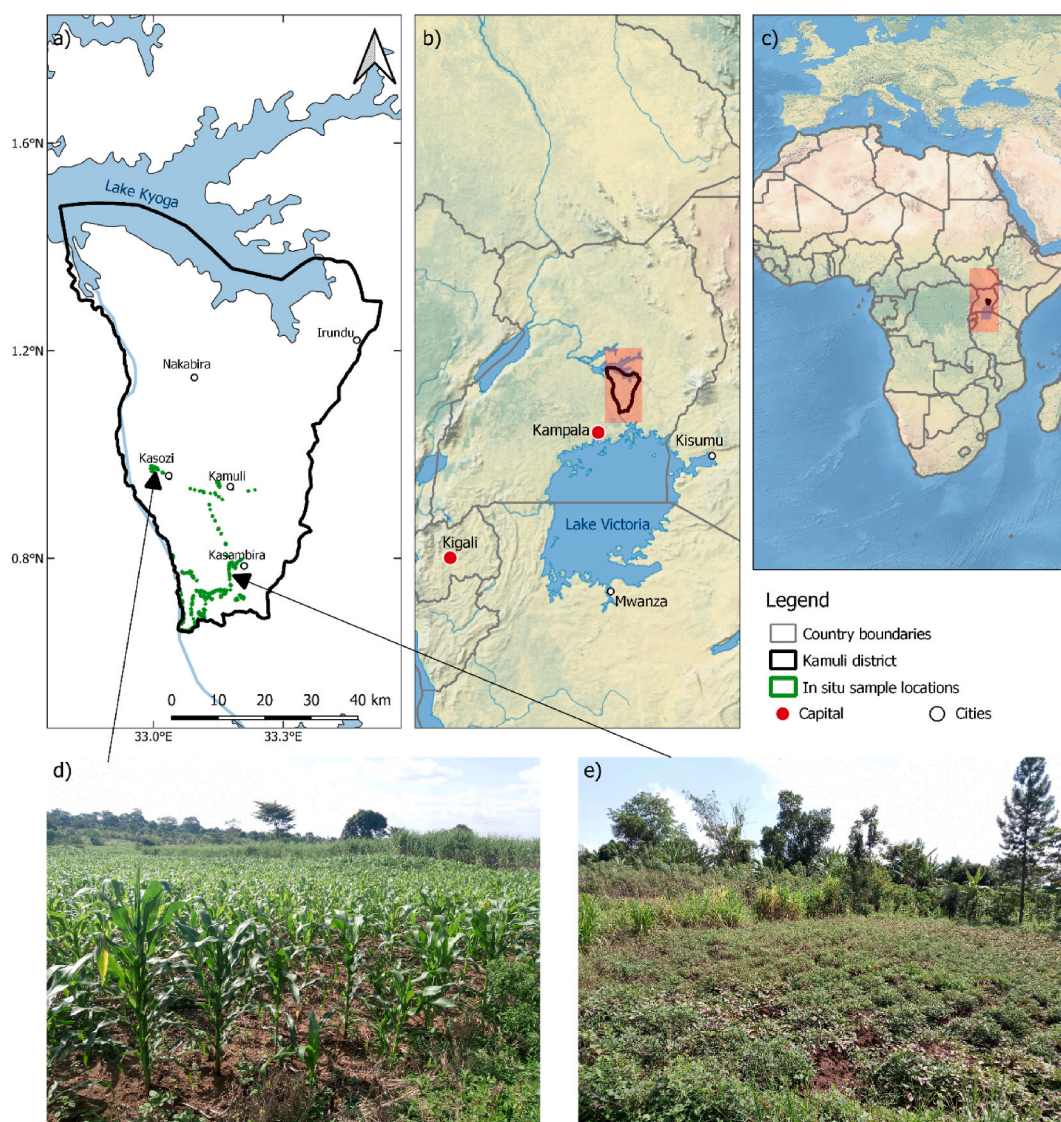 a)
1.6°N
Lake Kyoga
Irundu
1.2°N
Nakabira
Kasozi
Kamuli
0.8°N
Kasambira
0 10 20 30 40 km
33.0°E 33.3°E
b)
Kampala
Kisumu
Lake Victoria
Kigali
Mwanza
c)
Legend
Country boundaries
Kamuli district
In situ sample locations
Capital Cities
d)
e)